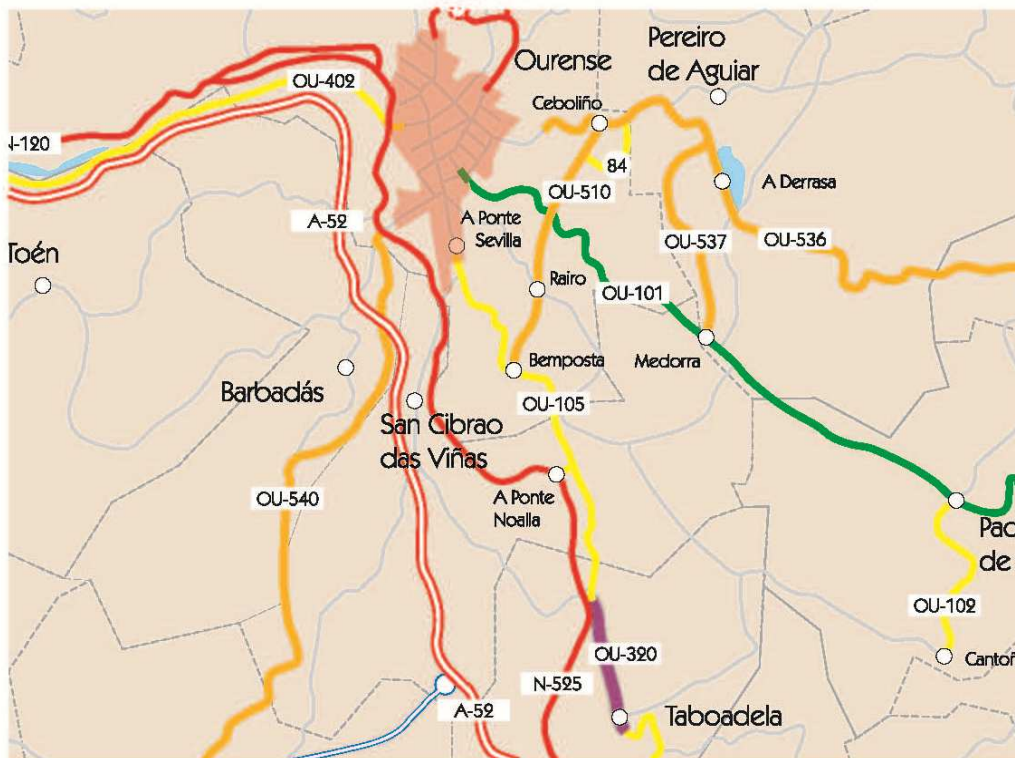 Ourense
Pereiro
de Aguiar
OU-402
Ceboliño
N-120
84
A Derrasa
OU-510
A-52
A Ponte
Sevilla
OU-537
OU-536
Toén
Rairo
OU-101
Bemposta
Medorra
Barbadás
OU-105
San Cibrao
das Viñas
OU-540
A Ponte
Noalla
de
OU-102
OU-320
Cantoñ
N-525
A-52
Taboadela